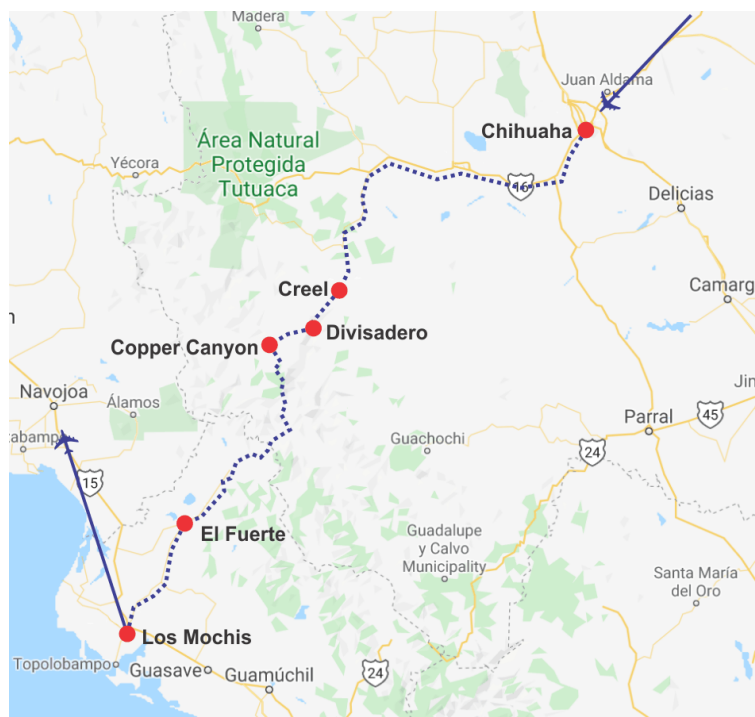 Madera
Juan Aldama
Chihuaha
Área Natural
Protegida
Tutuaca
Yécora
16
Delicias
Creel
Camarg
Divisadero
Copper Canyon
n
Navojoa
Álamos
Jim
Parral
45
tabamp
Guachochi
24
15
El Fuerte
Guadalupe
y Calvo
Municipality
Santa María
del Oro
Los Mochis
Topolobampo
Guasave
Guamúchil
24